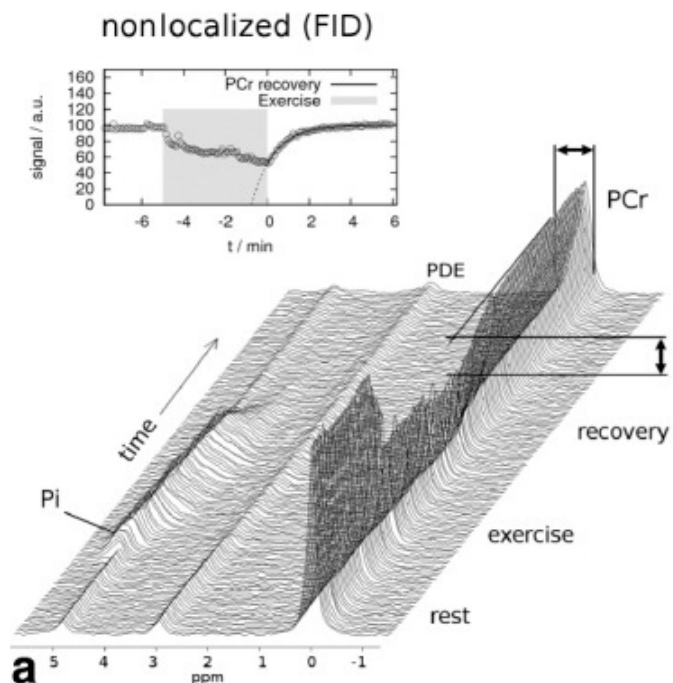 nonlocalized (FID)
160
140
120
100
80
60
40
20
0
signal / a.u.
PCr recovery
Exercise
-6 -4 -2 0 2 4 6
t / min
PCr
PDE
time
recovery
Pi
exercise
rest
a
5 4 3 2 1 0 -1
ppm